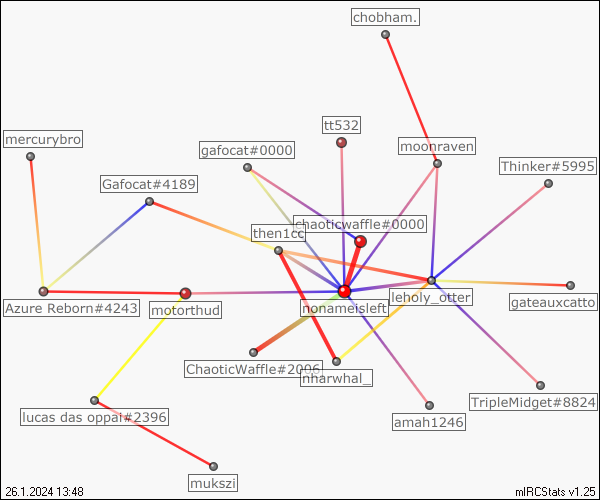 chobham.
tt532
mercurybro
gafocat#0000
moonraven
Thinker#5995
Gafocat#4189
chaoticwaffle#0000
then1cc
leholy_otter
Azure Reborn#4243
motorthud
nonameisleft
gateauxcatto
ChaoticWaffle#2006
nharwhal_
TripleMidget#8824
lucas das oppai#2396
amah1246
mukszi
26.1.2024 13:48
mIRCStats v1.25